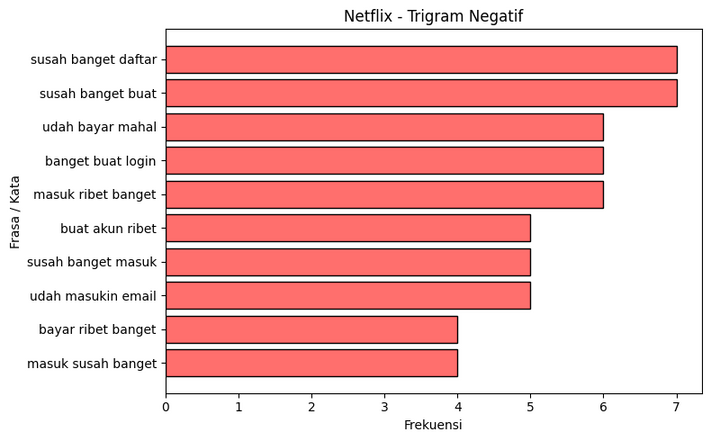 Netflix - Trigram Negatif
Frasa / Kata
susah banget daftar
susah banget buat
udah bayar mahal
banget buat login
masuk ribet banget
buat akun ribet
susah banget masuk
udah masukin email
bayar ribet banget
masuk susah banget
0 1 2 3 4 5 6 7
Frekuensi